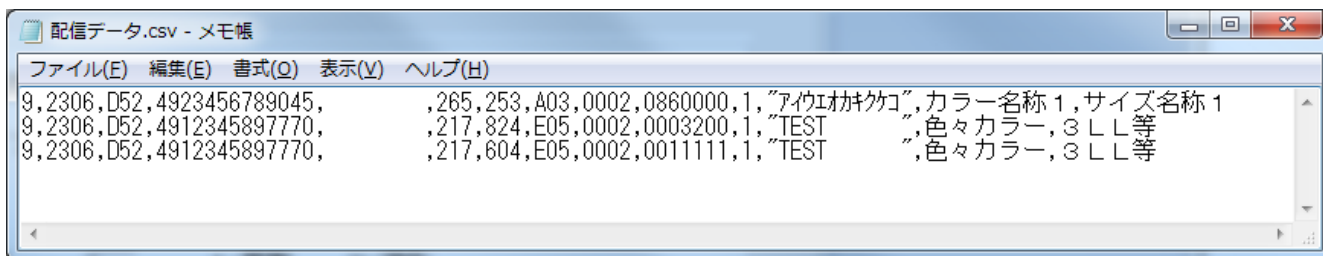 配信データ.csv - メモ帳
ファイル(F) 編集(E) 書式(O) 表示(V) ヘルプ(H)
9,2306,D52,4923456789045,             ,265,253,A03,0002,0860000,1,"ｱｲｳｴｵｶｷｸｹｺ",カラー名称１,サイズ名称１
9,2306,D52,4912345897770,             ,217,824,E05,0002,0003200,1,"TEST      ",色々カラー,３ＬＬ等
9,2306,D52,4912345897770,             ,217,604,E05,0002,0011111,1,"TEST      ",色々カラー,３ＬＬ等